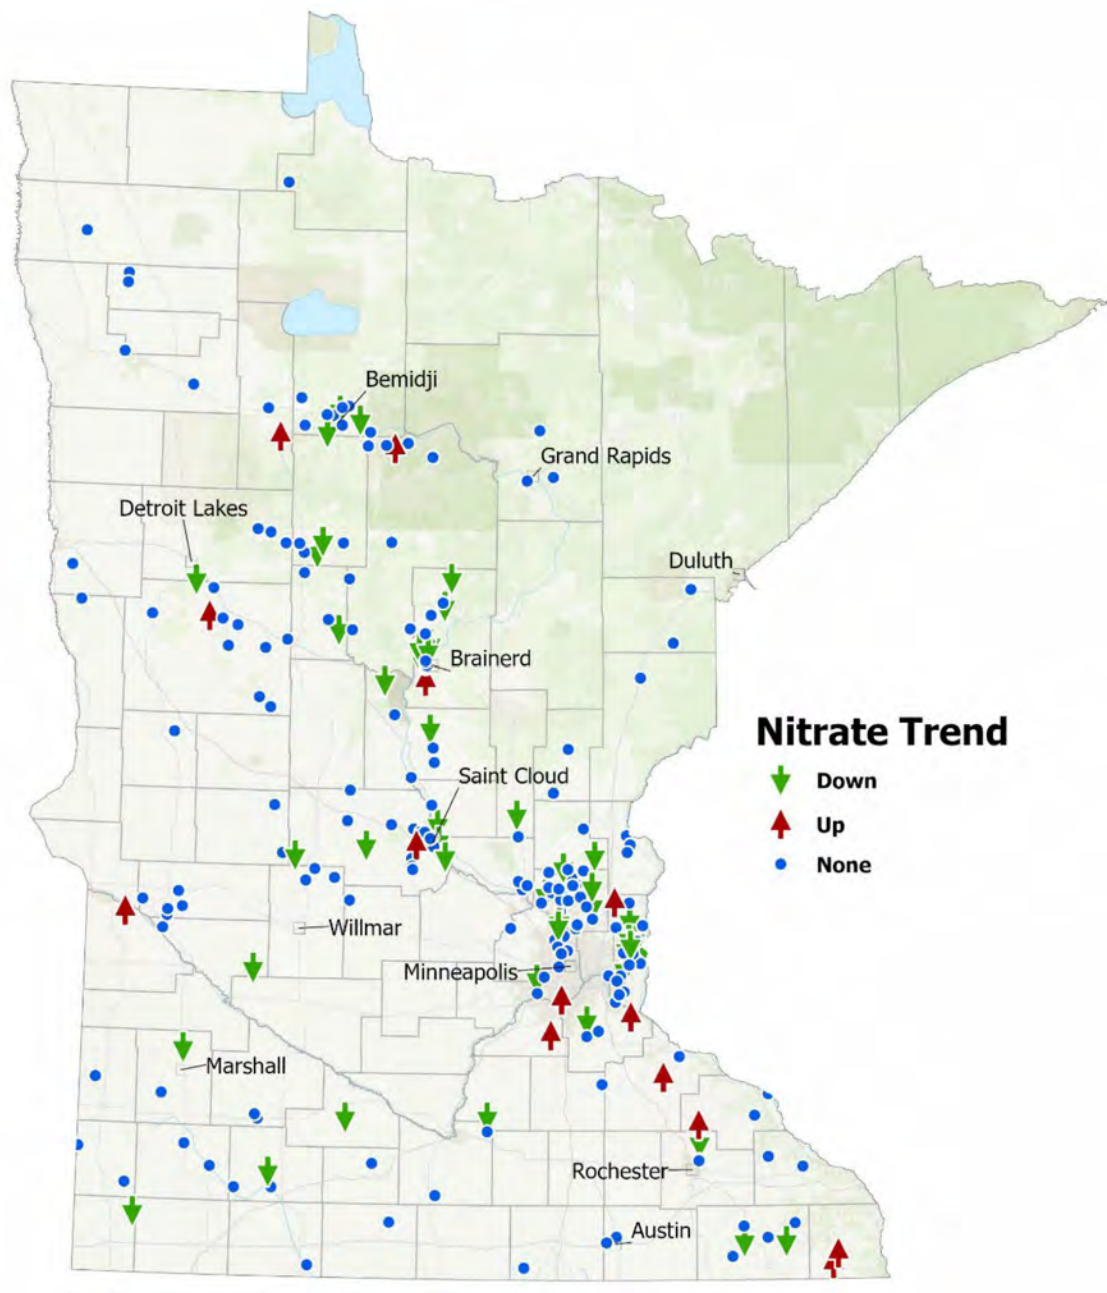 Bemidji
Grand Rapids
Detroit Lakes
Duluth
Brainerd
Nitrate Trend
Down
Up
None
Saint Cloud
Willmar
Minneapolis
Marshall
Rochester
Austin